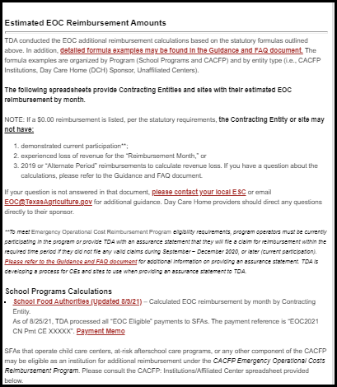 Estimated EOC Reimbursement Amounts
TDA conducted the EOC additional reimbursement calculations based on the statutory formulas outlined
above. In addition, detailed formula examples may be found in the Guidance and FAQ document. The
formula examples are organized by Program (School Programs and CACFP) and by entity type (i.e., CACFP
Institutions, Day Care Home (DCH) Sponsor, Unaffiliated Centers).
The following spreadsheets provide Contracting Entities and sites with their estimated EOC
reimbursement by month.
NOTE: If a $0.00 reimbursement is listed, per the statutory requirements, the Contracting Entity or site may
not have:
1. demonstrated current participation**;
2. experienced loss of revenue for the "Reimbursement Month," or
3. 2019 or "Alternate Period" reimbursements to calculate revenue loss. If you have a question about the
calculations, please refer to the Guidance and FAQ document.
If your question is not answered in that document, please contact your local ESC or email
EOC@TexasAgriculture.gov for additional guidance. Day Care Home providers should direct any questions
directly to their sponsor.
**To meet Emergency Operational Cost Reimbursement Program eligibility requirements, program operators must be currently
participating in the program or provide TDA with an assurance statement that they will file a claim for reimbursement within the
required time period if they did not file any valid claims during September – December 2020, or later (current participation).
Please refer to the Guidance and FAQ document for additional information on providing an assurance statement. TDA is
developing a process for CEs and sites to use when providing an assurance statement to TDA.
School Programs Calculations
• School Food Authorities (Updated 8/9/21) – Calculated EOC reimbursement by month by Contracting
Entity.
As of 8/25/21, TDA processed all "EOC Eligible" payments to SFAs. The payment reference is "EOC2021
CN Pmt CE XXXXX". Payment Memo
SFAs that operate child care centers, at-risk afterschool care programs, or any other component of the CACFP
may be eligible as an institution for additional reimbursement under the CACFP Emergency Operational Costs
Reimbursement Program. Please consult the CACFP: Institutions/Affiliated Center spreadsheet provided
below.